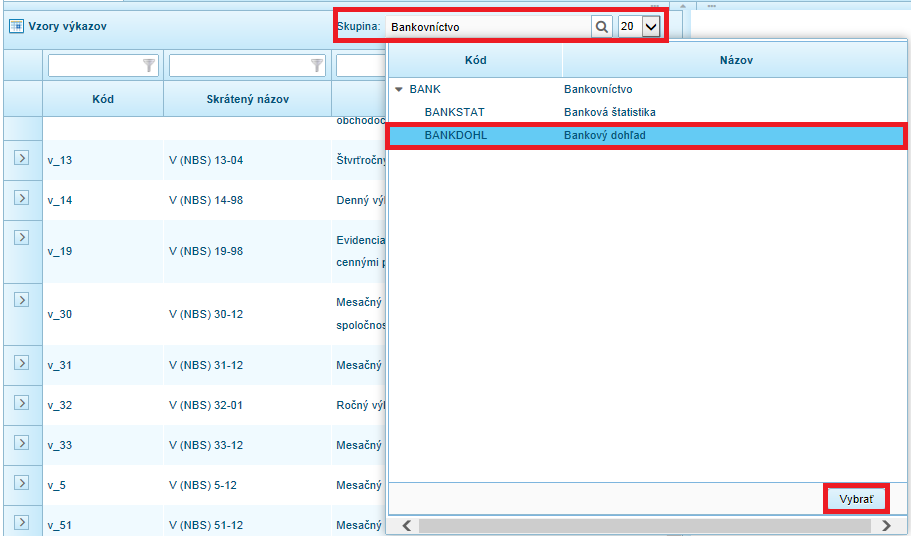 Vzory výkazov
Skupina: Bankovníctvo 20
Kód Názov
BANK Bankovníctvo
BANKSTAT Banková štatistika
BANKDOHL Bankový dohľad
Vybrať
Kód Skrátený názov
obchodoc
v_13 V (NBS) 13-04 Štvrťročný
v_14 V (NBS) 14-98 Denný vý
v_19 V (NBS) 19-98 Evidencia
cennými p
v_30 V (NBS) 30-12 Mesačný
spoločnos
v_31 V (NBS) 31-12 Mesačný
v_32 V (NBS) 32-01 Ročný vý
v_33 V (NBS) 33-12 Mesačný
v_5 V (NBS) 5-12 Mesačný
v_51 V (NBS) 51-12 Mesačný